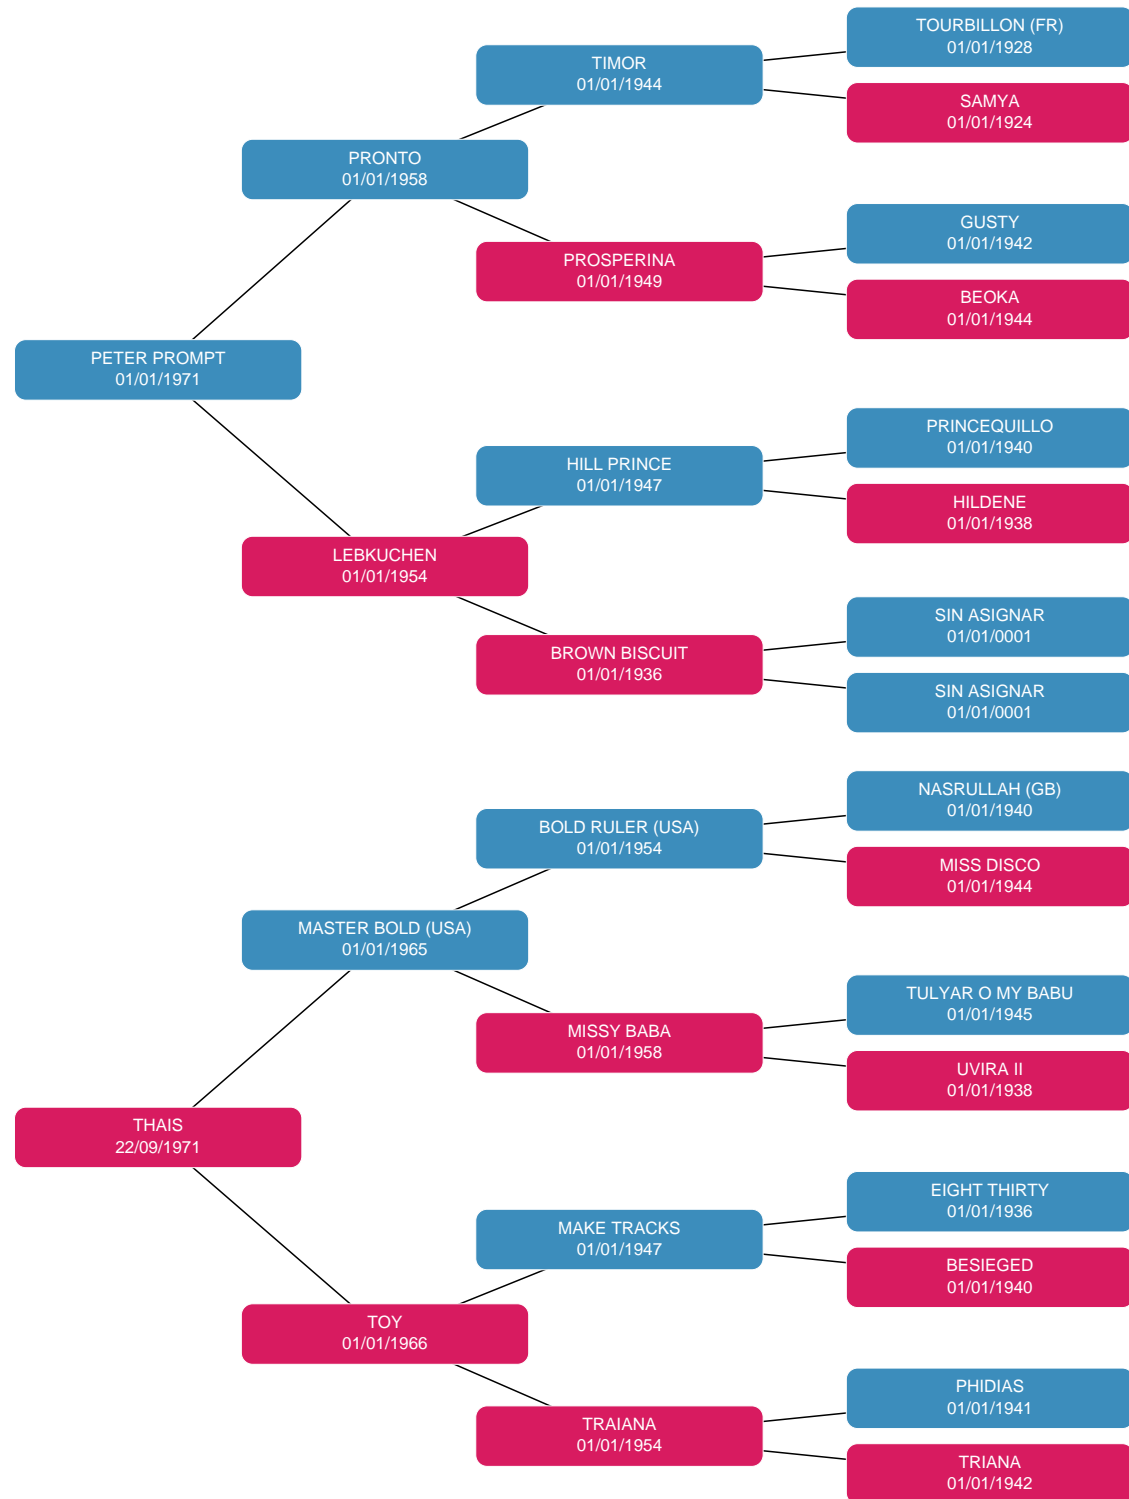 TOURBILLON (FR)
01/01/1928
TIMOR
01/01/1944
SAMYA
01/01/1924
PRONTO
01/01/1958
GUSTY
01/01/1942
PROSPERINA
01/01/1949
BEOKA
01/01/1944
PETER PROMPT
01/01/1971
PRINCEQUILLO
01/01/1940
HILL PRINCE
01/01/1947
HILDENE
01/01/1938
LEBKUCHEN
01/01/1954
SIN ASIGNAR
01/01/0001
BROWN BISCUIT
01/01/1936
SIN ASIGNAR
01/01/0001
NASRULLAH (GB)
01/01/1940
BOLD RULER (USA)
01/01/1954
MISS DISCO
01/01/1944
MASTER BOLD (USA)
01/01/1965
TULYAR O MY BABU
01/01/1945
MISSY BABA
01/01/1958
UVIRA II
01/01/1938
THAIS
22/09/1971
EIGHT THIRTY
01/01/1936
MAKE TRACKS
01/01/1947
BESIEGED
01/01/1940
TOY
01/01/1966
PHIDIAS
01/01/1941
TRAIANA
01/01/1954
TRIANA
01/01/1942